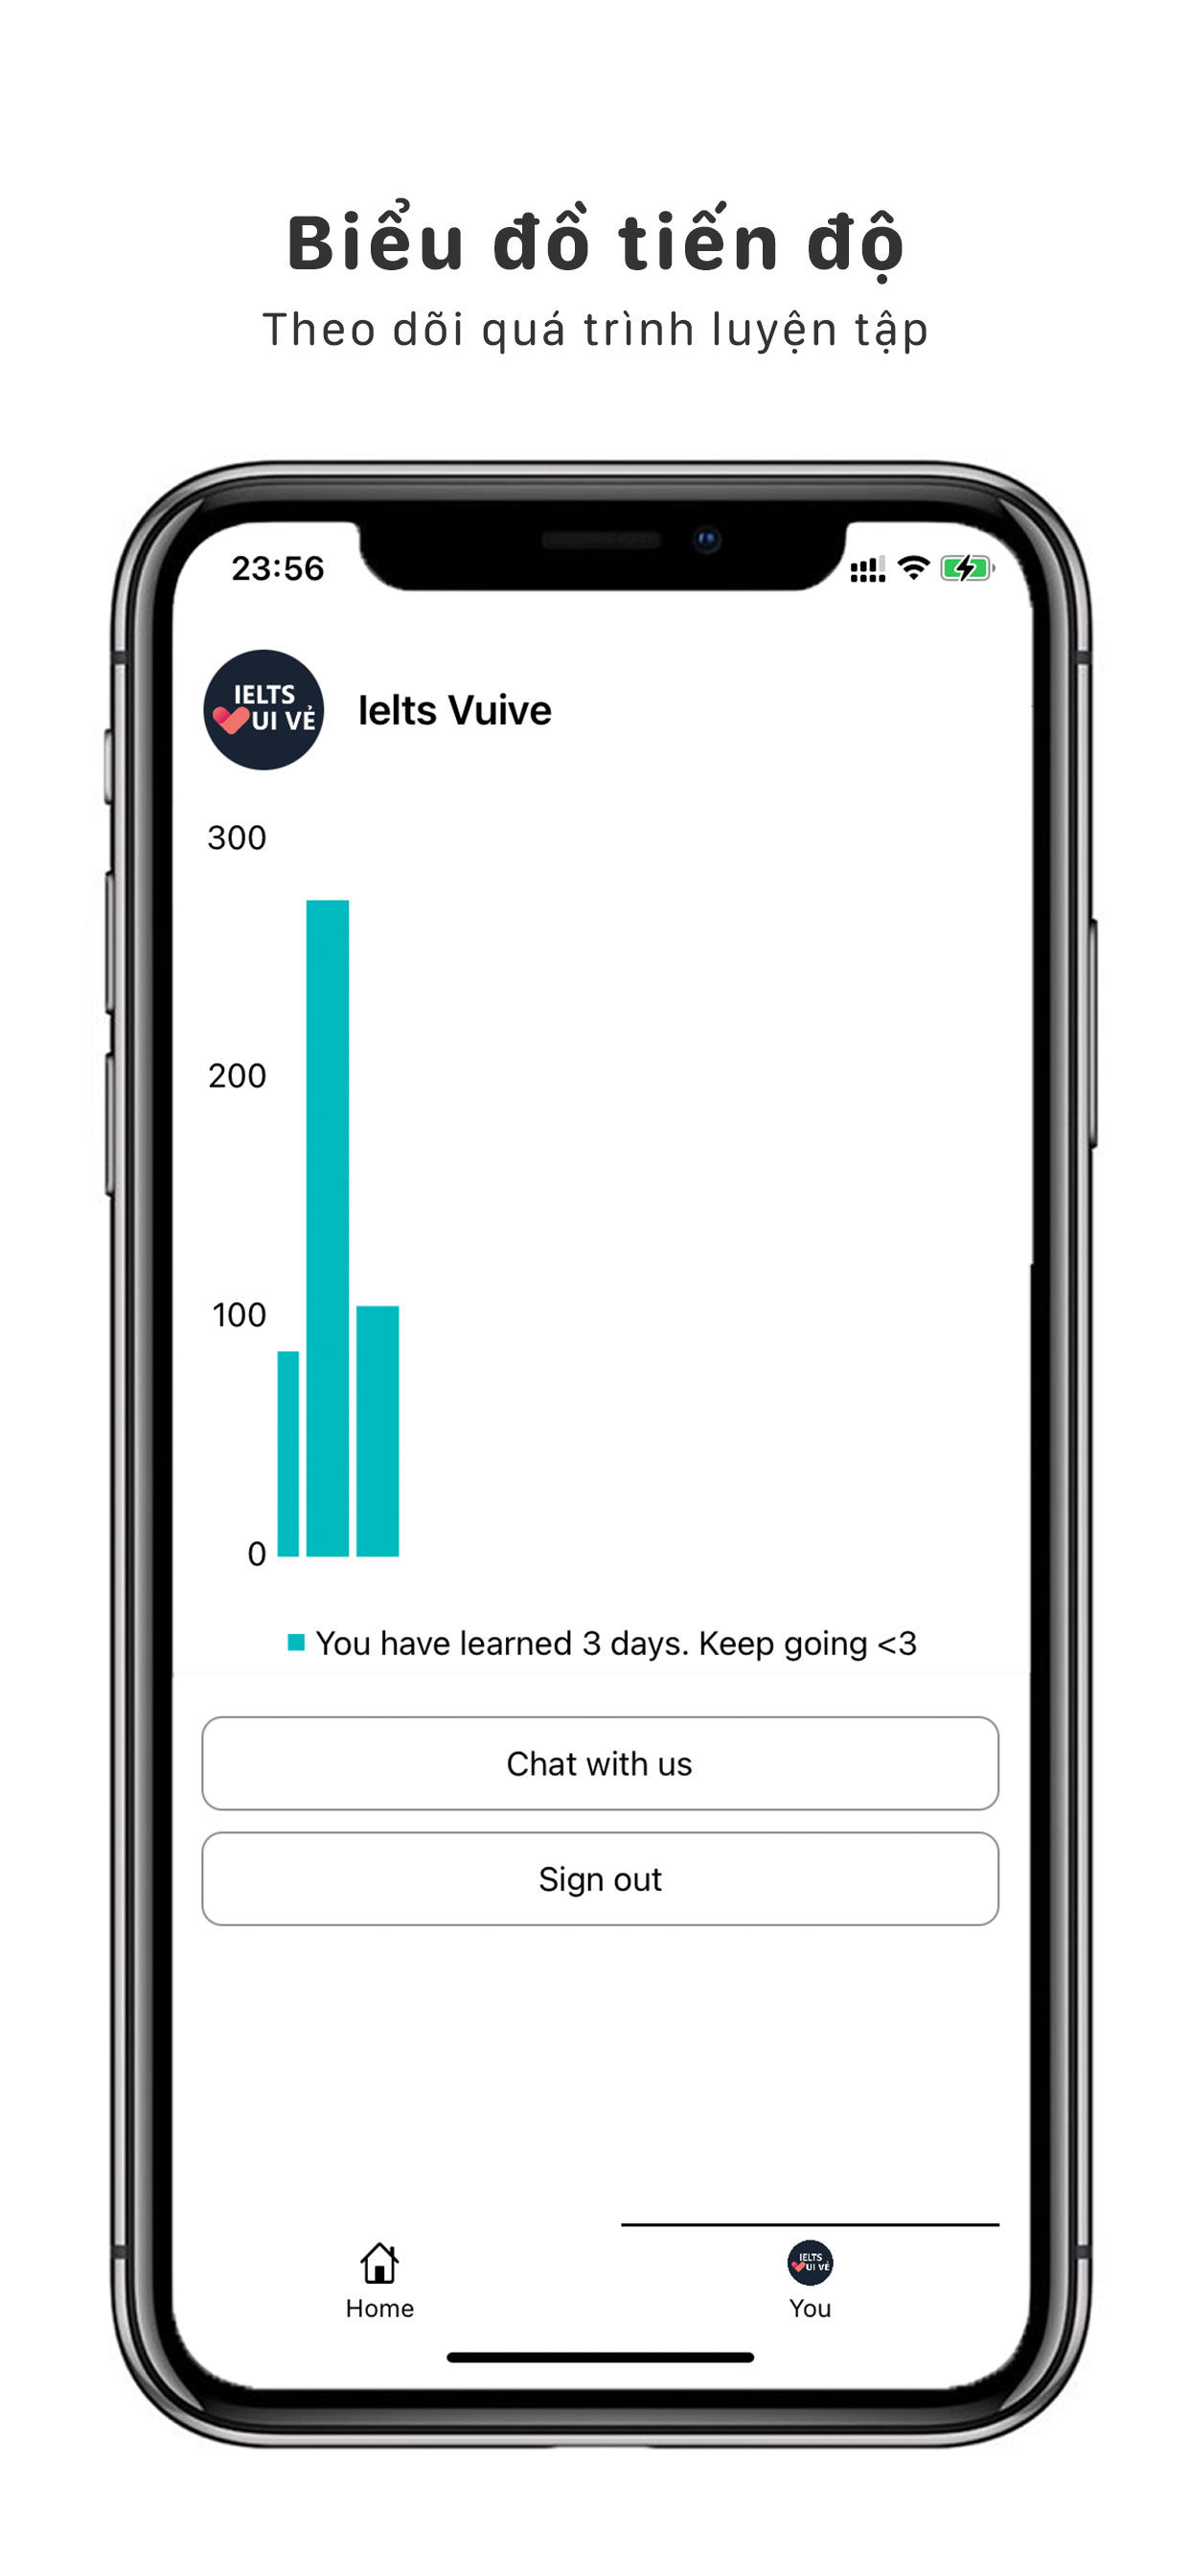 Biểu đồ tiến độ
Theo dõi quá trình luyện tập
23:56
IELTS
UI VẺ
Ielts Vuive
300
200
100
0
You have learned 3 days. Keep going <3
Chat with us
Sign out
IELTS
UI VẺ
Home
You